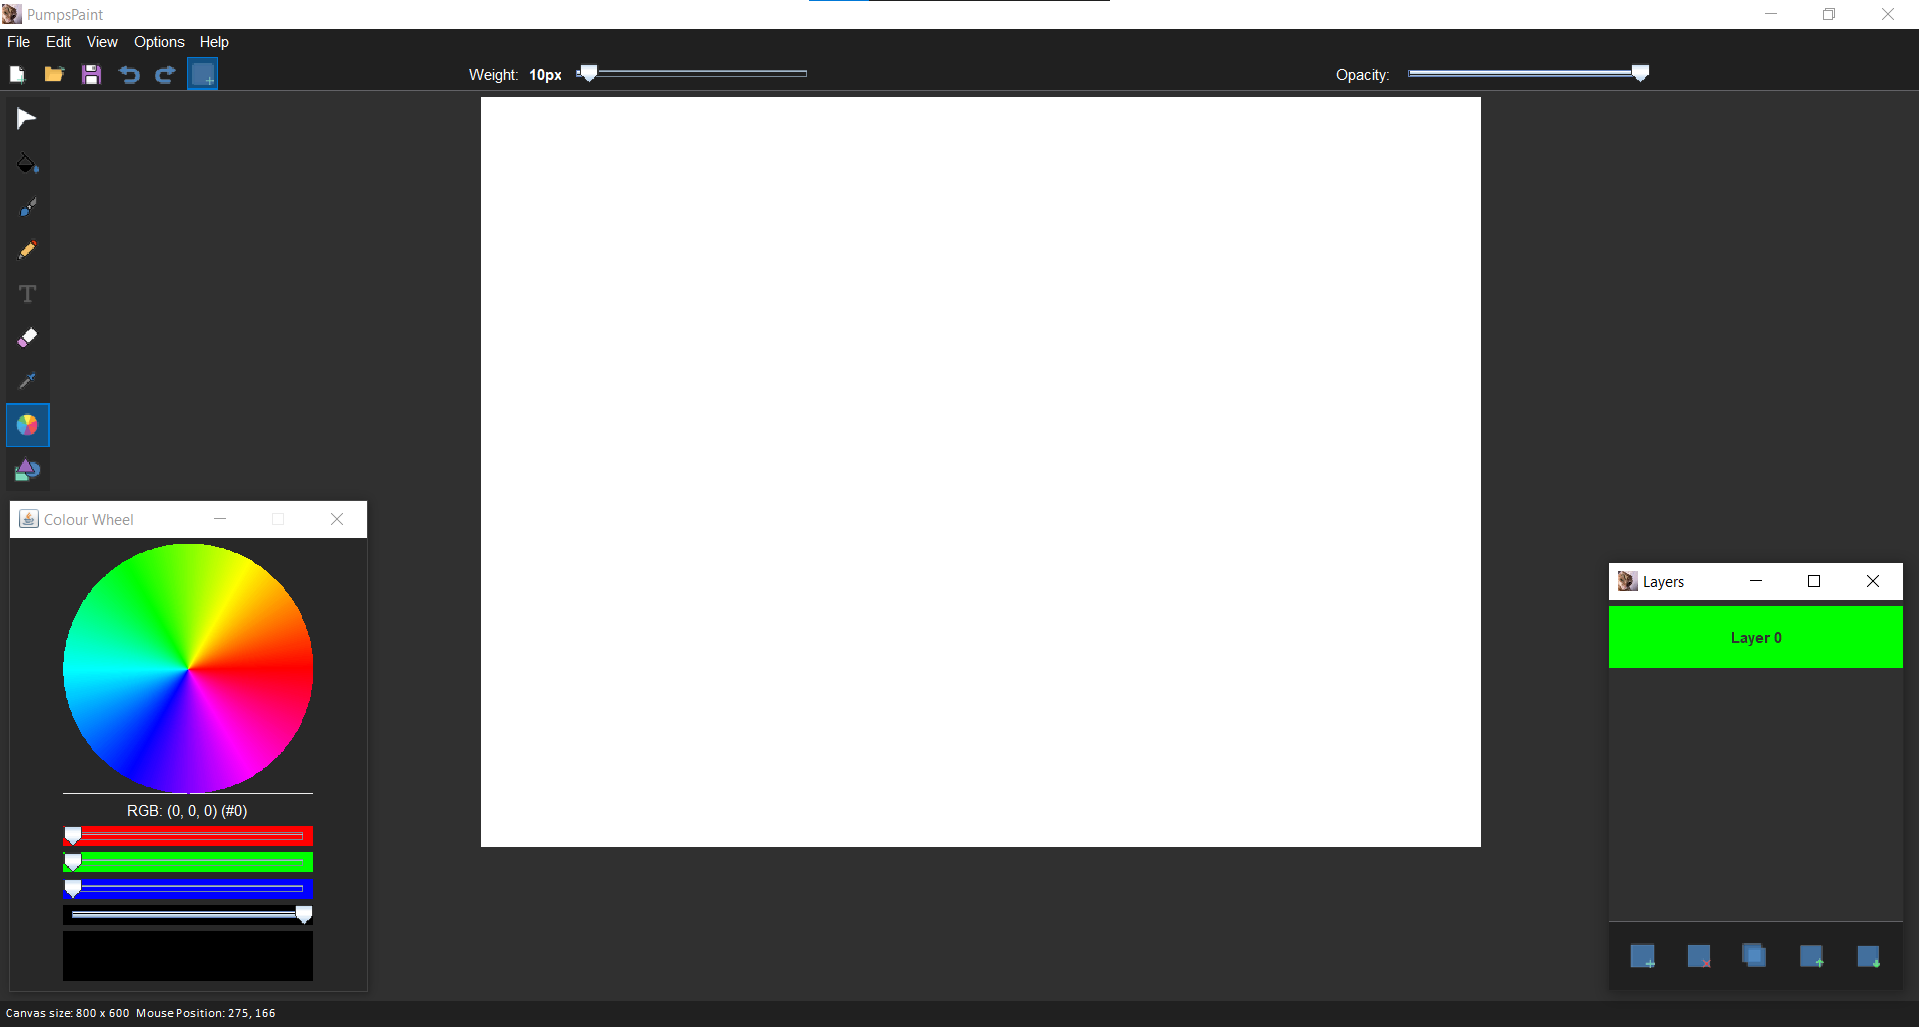 PumpsPaint
File Edit View Options Help
Weight: 10px
Opacity:
T
Colour Wheel
RGB: (0, 0, 0) (#0)
Layers
Layer 0
Canvas size: 800 x 600 Mouse Position: 275, 166